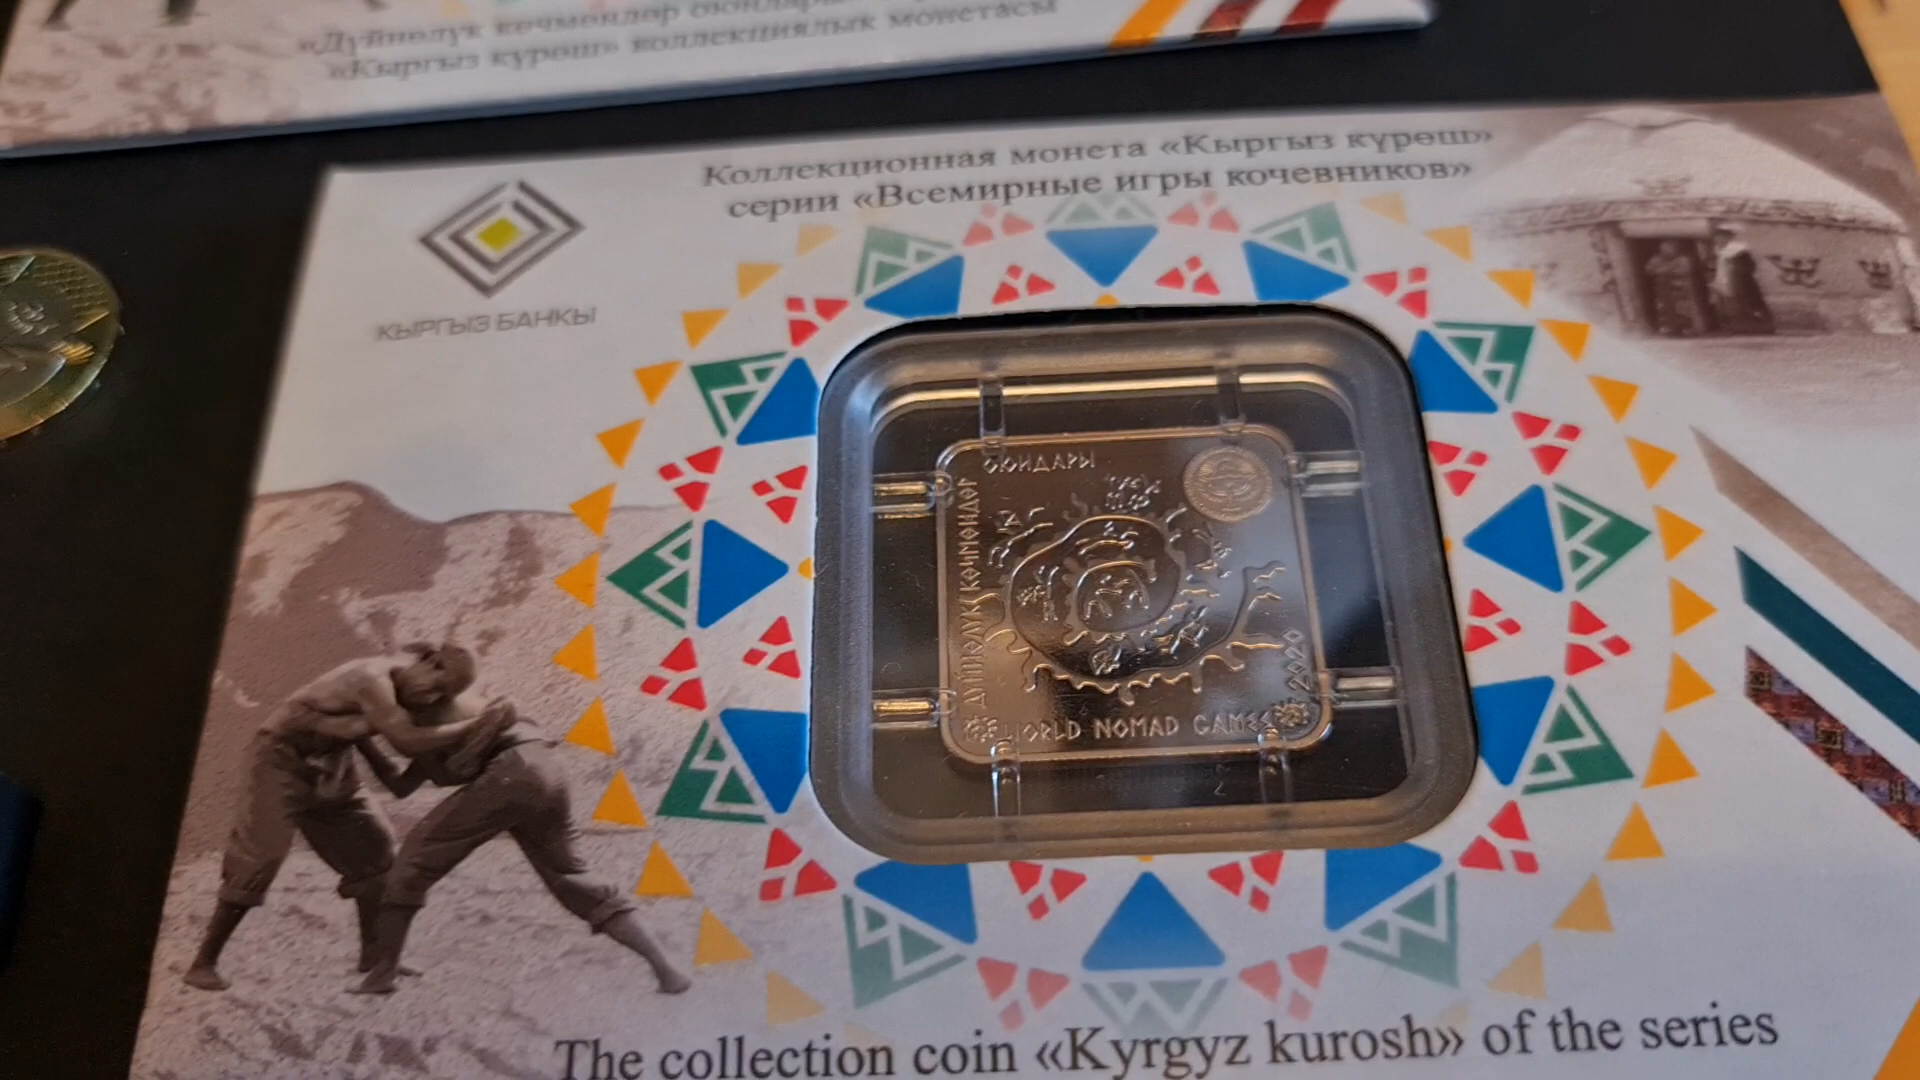 «Дүйнөлүк көчмөндөр оюндары»
«Кыргыз күрөш» коллекциялык монетасы
Коллекционная монета «Кыргыз күрөш»
серии «Всемирные игры кочевников»
КЫРГЫЗ БАНКЫ
ОЮНДАРЫ
ДҮЙНӨЛҮК КӨЧМӨНДӨР
2020
WORLD NOMAD GAMES
The collection coin «Kyrgyz kurosh» of the series